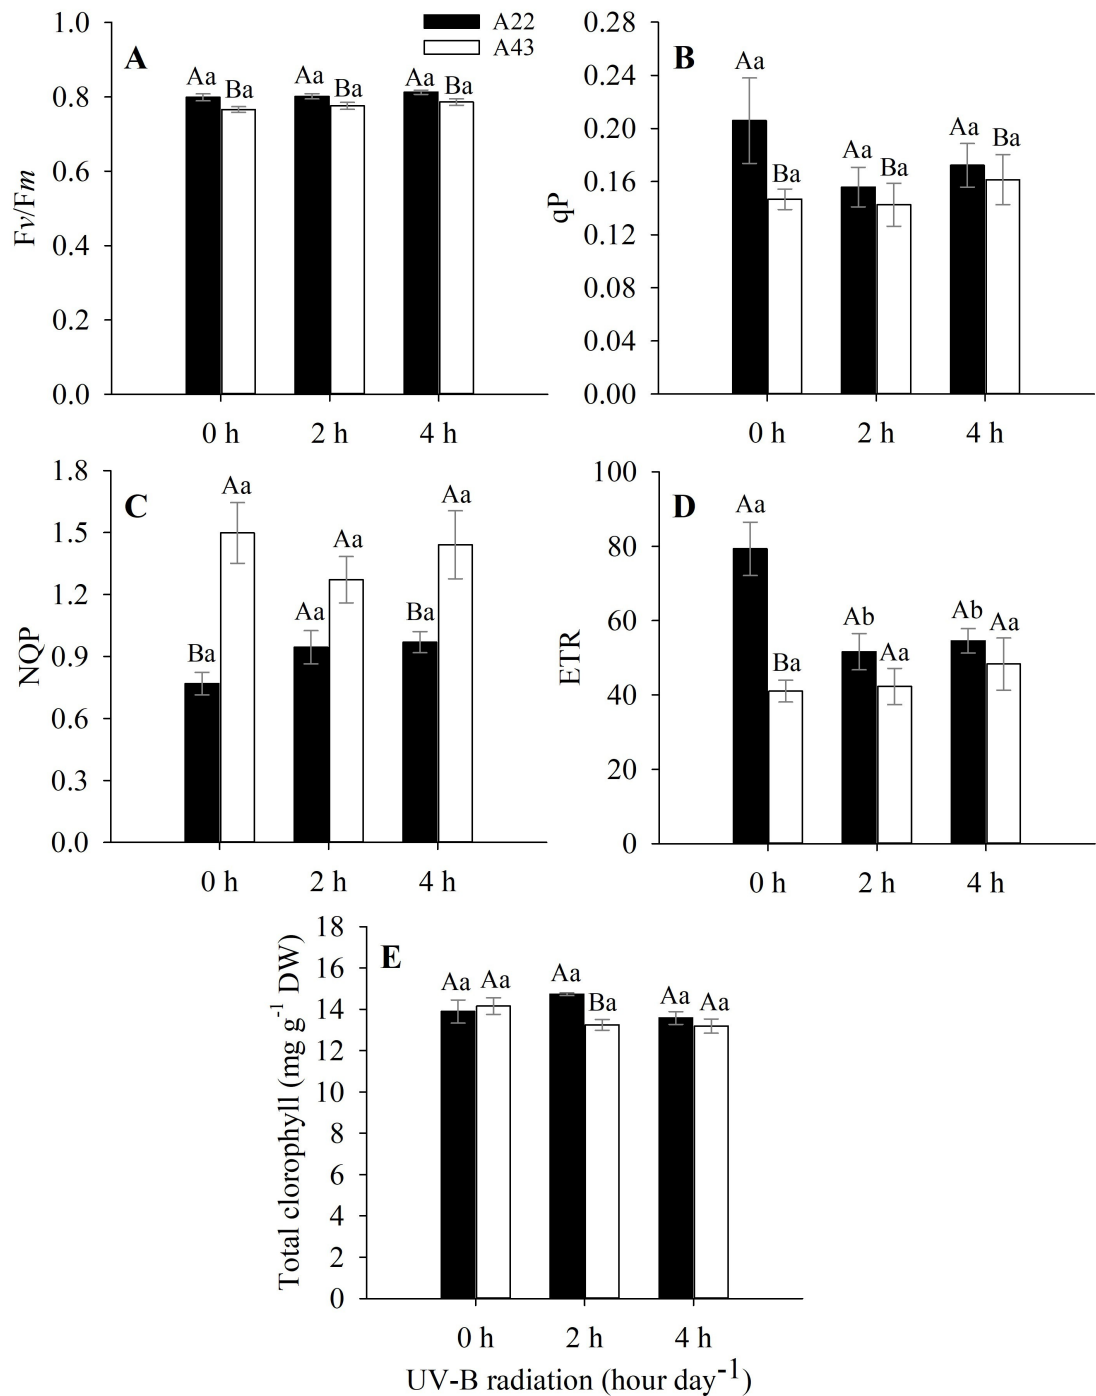 A22
A43
A
Fv/Fm
1.0
0.8
0.6
0.4
0.2
0.0
Aa Ba Aa Ba Aa Ba
0 h 2 h 4 h
B
qP
0.28
0.24
0.20
0.16
0.12
0.08
0.04
0.00
Aa Ba Aa Ba Aa Ba
0 h 2 h 4 h
C
NQP
1.8
1.5
1.2
0.9
0.6
0.3
0.0
Ba Aa Aa Aa Ba Aa
0 h 2 h 4 h
D
ETR
100
80
60
40
20
0
Aa Ba Ab Aa Ab Aa
0 h 2 h 4 h
E
Total clorophyll (mg g-1 DW)
18
16
14
12
10
8
6
4
2
0
Aa Aa Aa Ba Aa Aa
0 h 2 h 4 h
UV-B radiation (hour day-1)